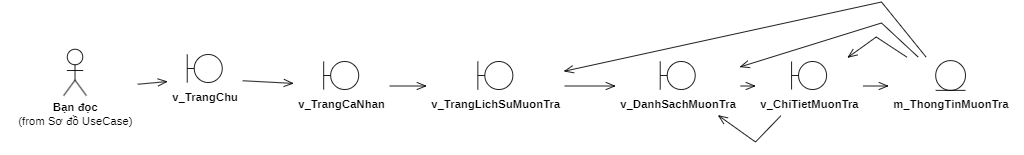 Bạn đọc
(from Sơ đồ UseCase)
v_TrangChu
v_TrangCaNhan
v_TrangLichSuMuonTra
v_DanhSachMuonTra
v_ChiTietMuonTra
m_ThongTinMuonTra